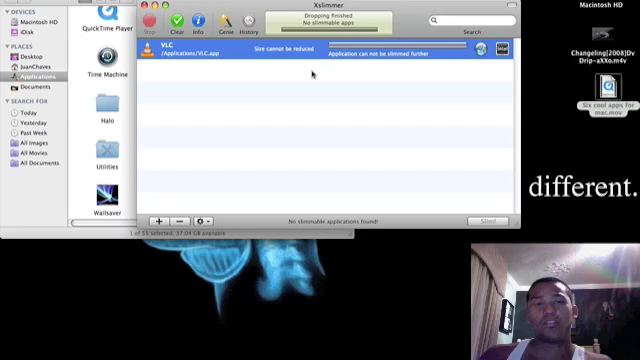 Xslimmer
Dropping finished
No slimmable apps
Stop
Clear
Info
Genie
History
Search
VLC
/Applications/VLC.app
Size cannot be reduced
Application can not be slimmed further
No slimmable applications found!
Slim!
DEVICES
Macintosh HD
iDisk
PLACES
Desktop
JuanChaves
Applications
Documents
SEARCH FOR
Today
Yesterday
Past Week
All Images
All Movies
All Documents
QuickTime Player
Time Machine
Halo
Utilities
Wallsaver
1 of 55 selected, 37.04 GB available
Macintosh HD
Changeling[2008]Dv
Drip-aXXo.m4v
Six cool apps for
mac.mov
different.